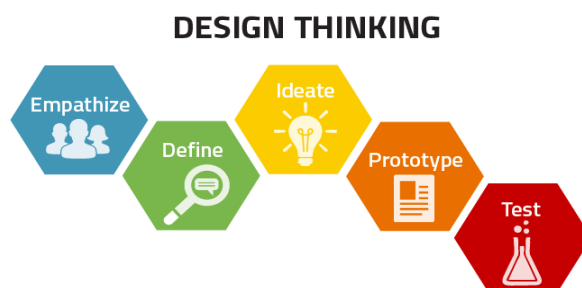 DESIGN THINKING
Empathize
Define
Ideate
Prototype
Test